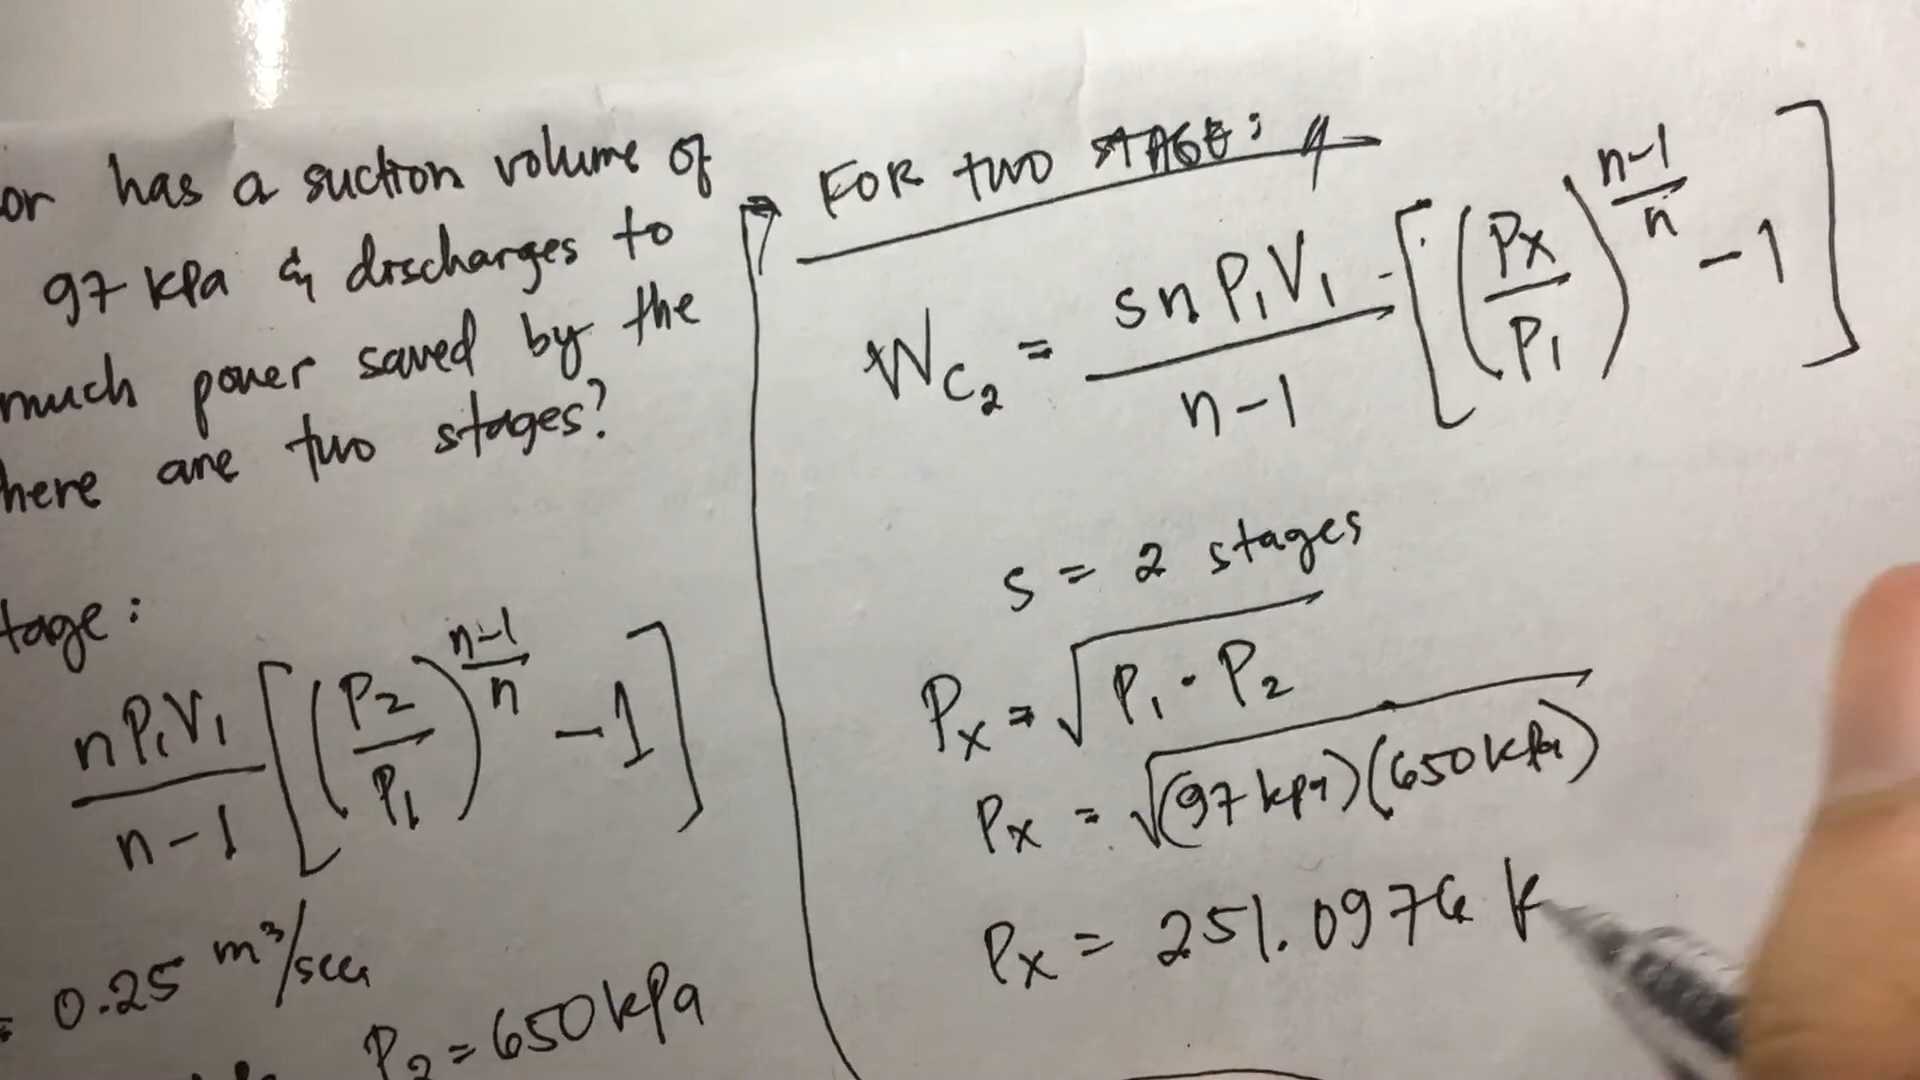 or has a suction volume of
97 kPa & discharges to
much power saved by the
here are two stages?
tage:
nP₁V₁/n-1 [(P₂/P₁)^(n-1/n) - 1]
= 0.25 m³/sec
P₂ = 650 kPa
FOR TWO STAGE:
Wc₂ = snP₁V₁/n-1 [(Px/P₁)^(n-1/n) - 1]
s = 2 stages
Px = √P₁·P₂
Px = √(97 kPa)(650 kPa)
Px = 251.0976 k